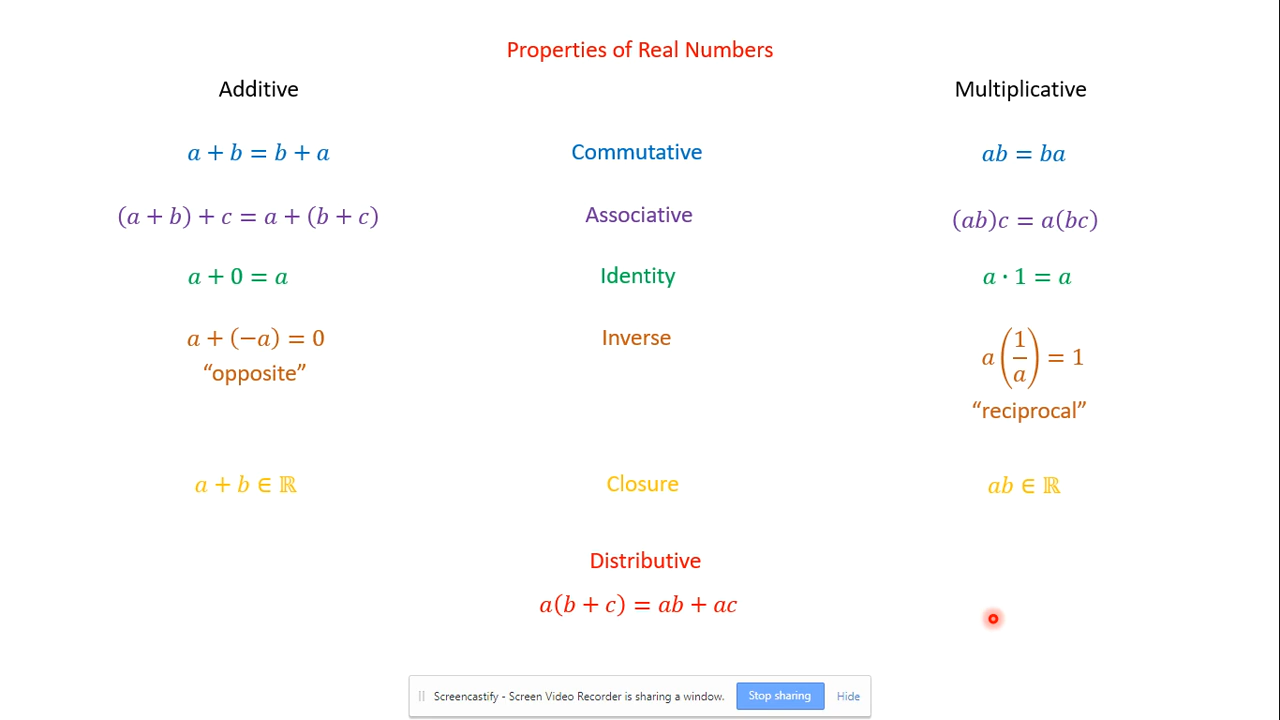 Properties of Real Numbers
Additive Multiplicative
a + b = b + a Commutative ab = ba
(a + b) + c = a + (b + c) Associative (ab)c = a(bc)
a + 0 = a Identity a · 1 = a
a + (−a) = 0 Inverse a(1/a) = 1
“opposite”
“reciprocal”
a + b ∈ ℝ Closure ab ∈ ℝ
Distributive
a(b + c) = ab + ac
Screencastify - Screen Video Recorder is sharing a window. Stop sharing Hide